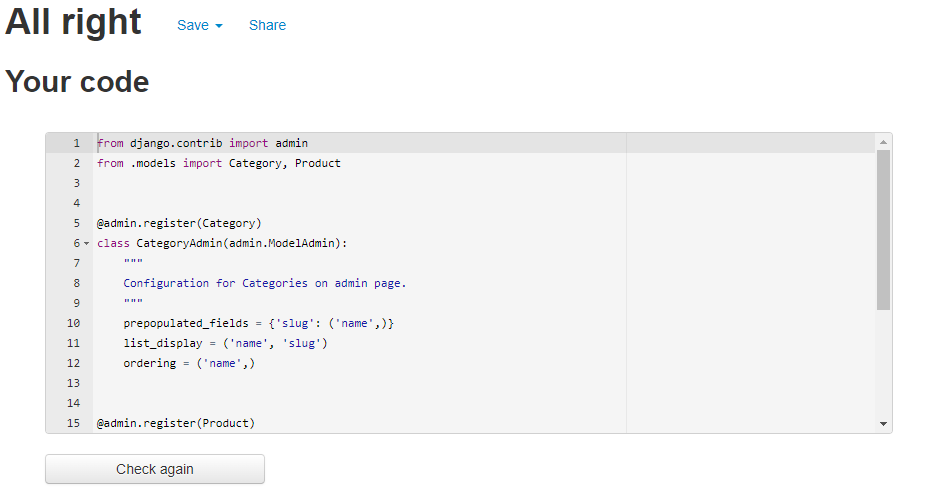 All right Save Share
Your code
1 from django.contrib import admin
2 from .models import Category, Product
3
4
5 @admin.register(Category)
6 class CategoryAdmin(admin.ModelAdmin):
7 """
8 Configuration for Categories on admin page.
9 """
10 prepopulated_fields = {'slug': ('name',)}
11 list_display = ('name', 'slug')
12 ordering = ('name',)
13
14
15 @admin.register(Product)
Check again